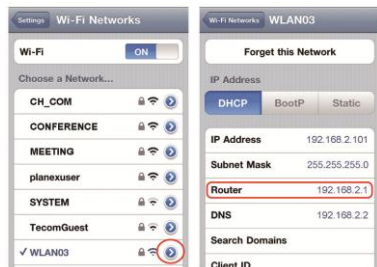 Settings
Wi-Fi Networks
Wi-Fi
ON
Choose a Network...
CH_COM
CONFERENCE
MEETING
planexuser
SYSTEM
TecomGuest
✓ WLAN03
Wi-Fi Networks
WLAN03
Forget this Network
IP Address
DHCP BootP Static
IP Address 192.168.2.101
Subnet Mask 255.255.255.0
Router 192.168.2.1
DNS 192.168.2.2
Search Domains
Client ID